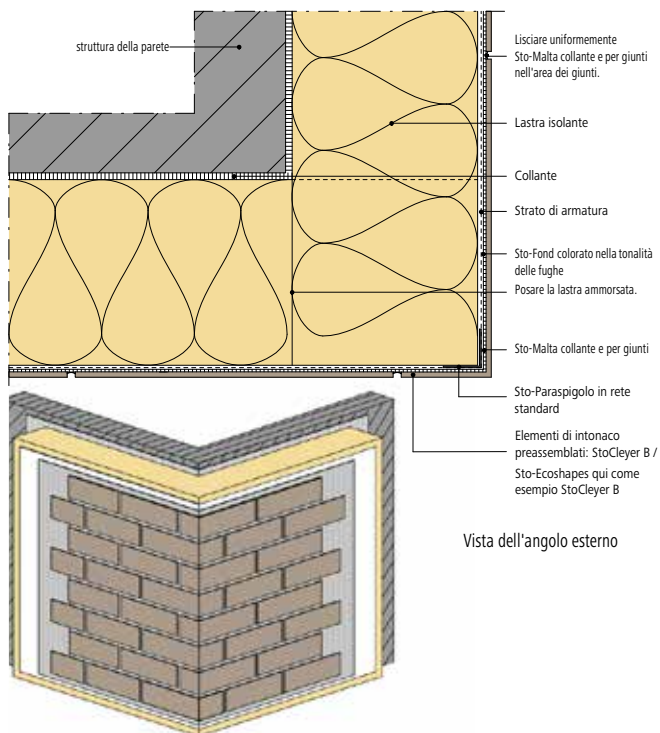 struttura della parete
Lisciare uniformemente
Sto-Malta collante e per giunti
nell'area dei giunti.
Lastra isolante
Collante
Strato di armatura
Sto-Fond colorato nella tonalità
delle fughe
Posare la lastra ammorsata.
Sto-Malta collante e per giunti
Sto-Paraspigolo in rete
standard
Elementi di intonaco
preassemblati: StoCleyer B /
Sto-Ecoshapes qui come
esempio StoCleyer B
Vista dell'angolo esterno